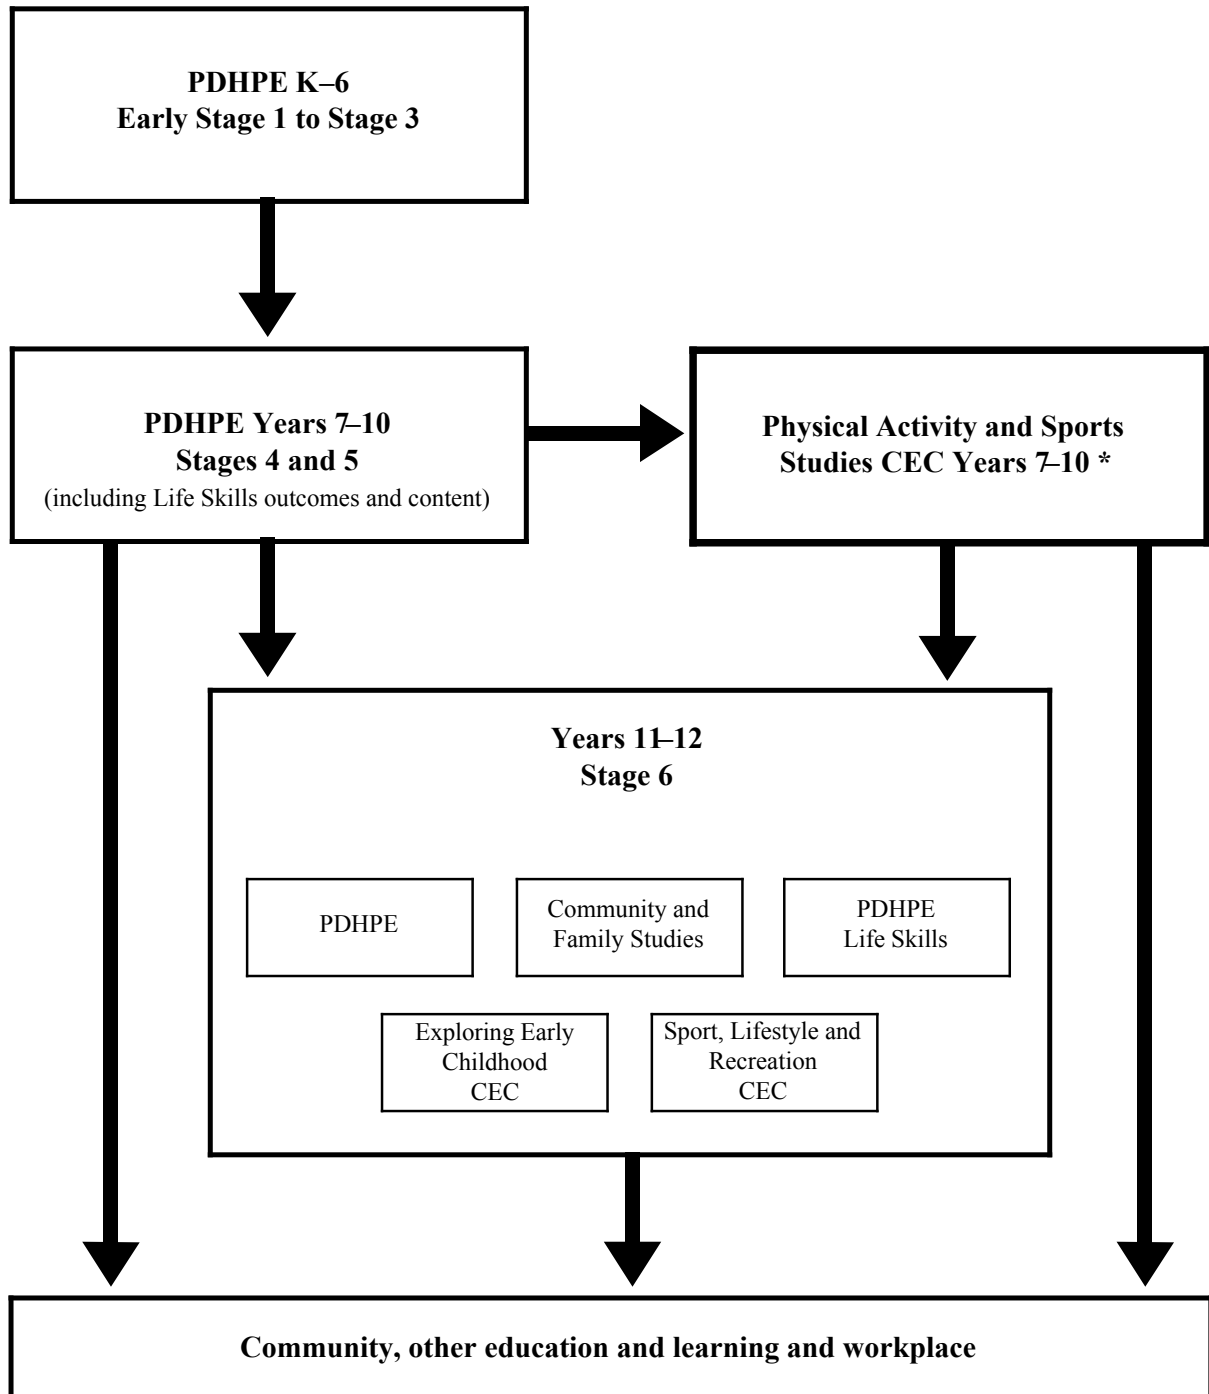 PDHPE K–6
Early Stage 1 to Stage 3
PDHPE Years 7–10
Stages 4 and 5
(including Life Skills outcomes and content)
Physical Activity and Sports
Studies CEC Years 7–10 *
Years 11–12
Stage 6
PDHPE
Community and
Family Studies
PDHPE
Life Skills
Exploring Early
Childhood
CEC
Sport, Lifestyle and
Recreation
CEC
Community, other education and learning and workplace